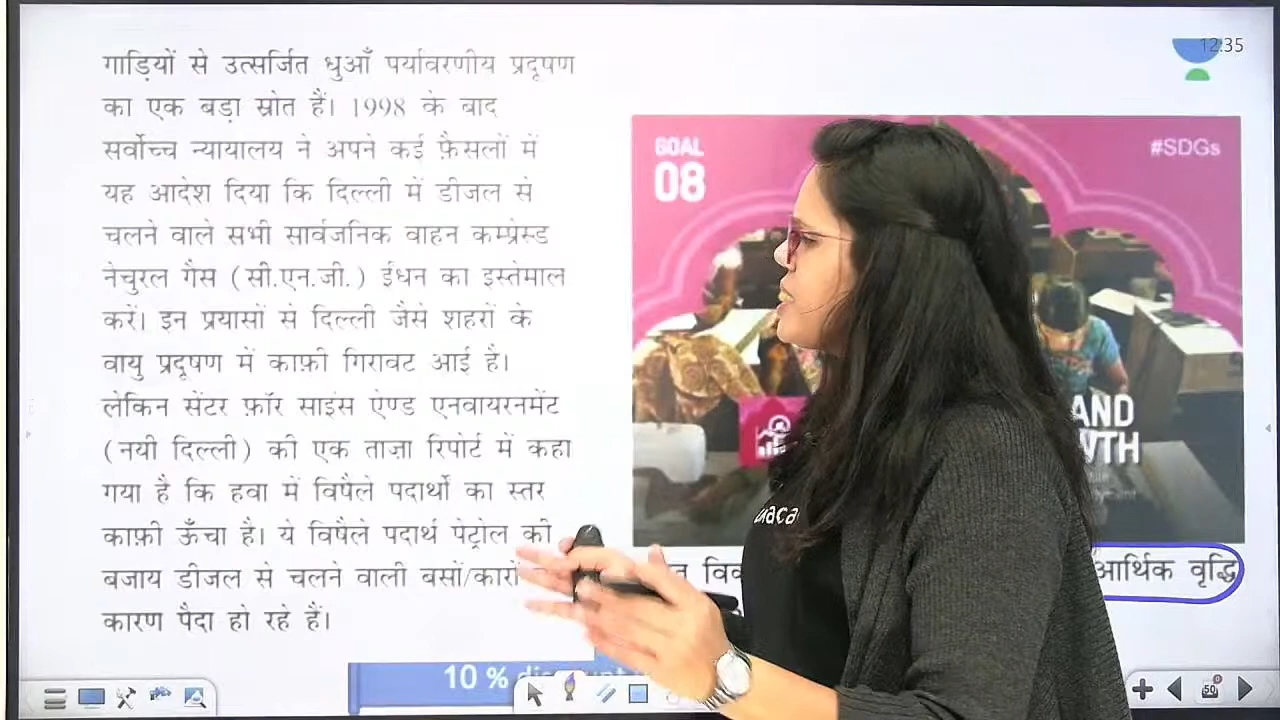 गाड़ियों से उत्सर्जित धुआँ पर्यावरणीय प्रदूषण
का एक बड़ा स्रोत हैं। 1998 के बाद
सर्वोच्च न्यायालय ने अपने कई फ़ैसलों में
यह आदेश दिया कि दिल्ली में डीजल से
चलने वाले सभी सार्वजनिक वाहन कम्प्रेस्ड
नेचुरल गैस (सी.एन.जी.) ईंधन का इस्तेमाल
करें। इन प्रयासों से दिल्ली जैसे शहरों के
वायु प्रदूषण में काफ़ी गिरावट आई है।
लेकिन सेंटर फ़ॉर साइंस ऐण्ड एनवायरनमेंट
(नयी दिल्ली) की एक ताज़ा रिपोर्ट में कहा
गया है कि हवा में विषैले पदार्थों का स्तर
काफ़ी ऊँचा है। ये विषैले पदार्थ पेट्रोल की
बजाय डीजल से चलने वाली बसों/कारों
कारण पैदा हो रहे हैं।
12:35
GOAL
08
#SDGs
AND
WTH
आर्थिक वृद्धि
10 %
50